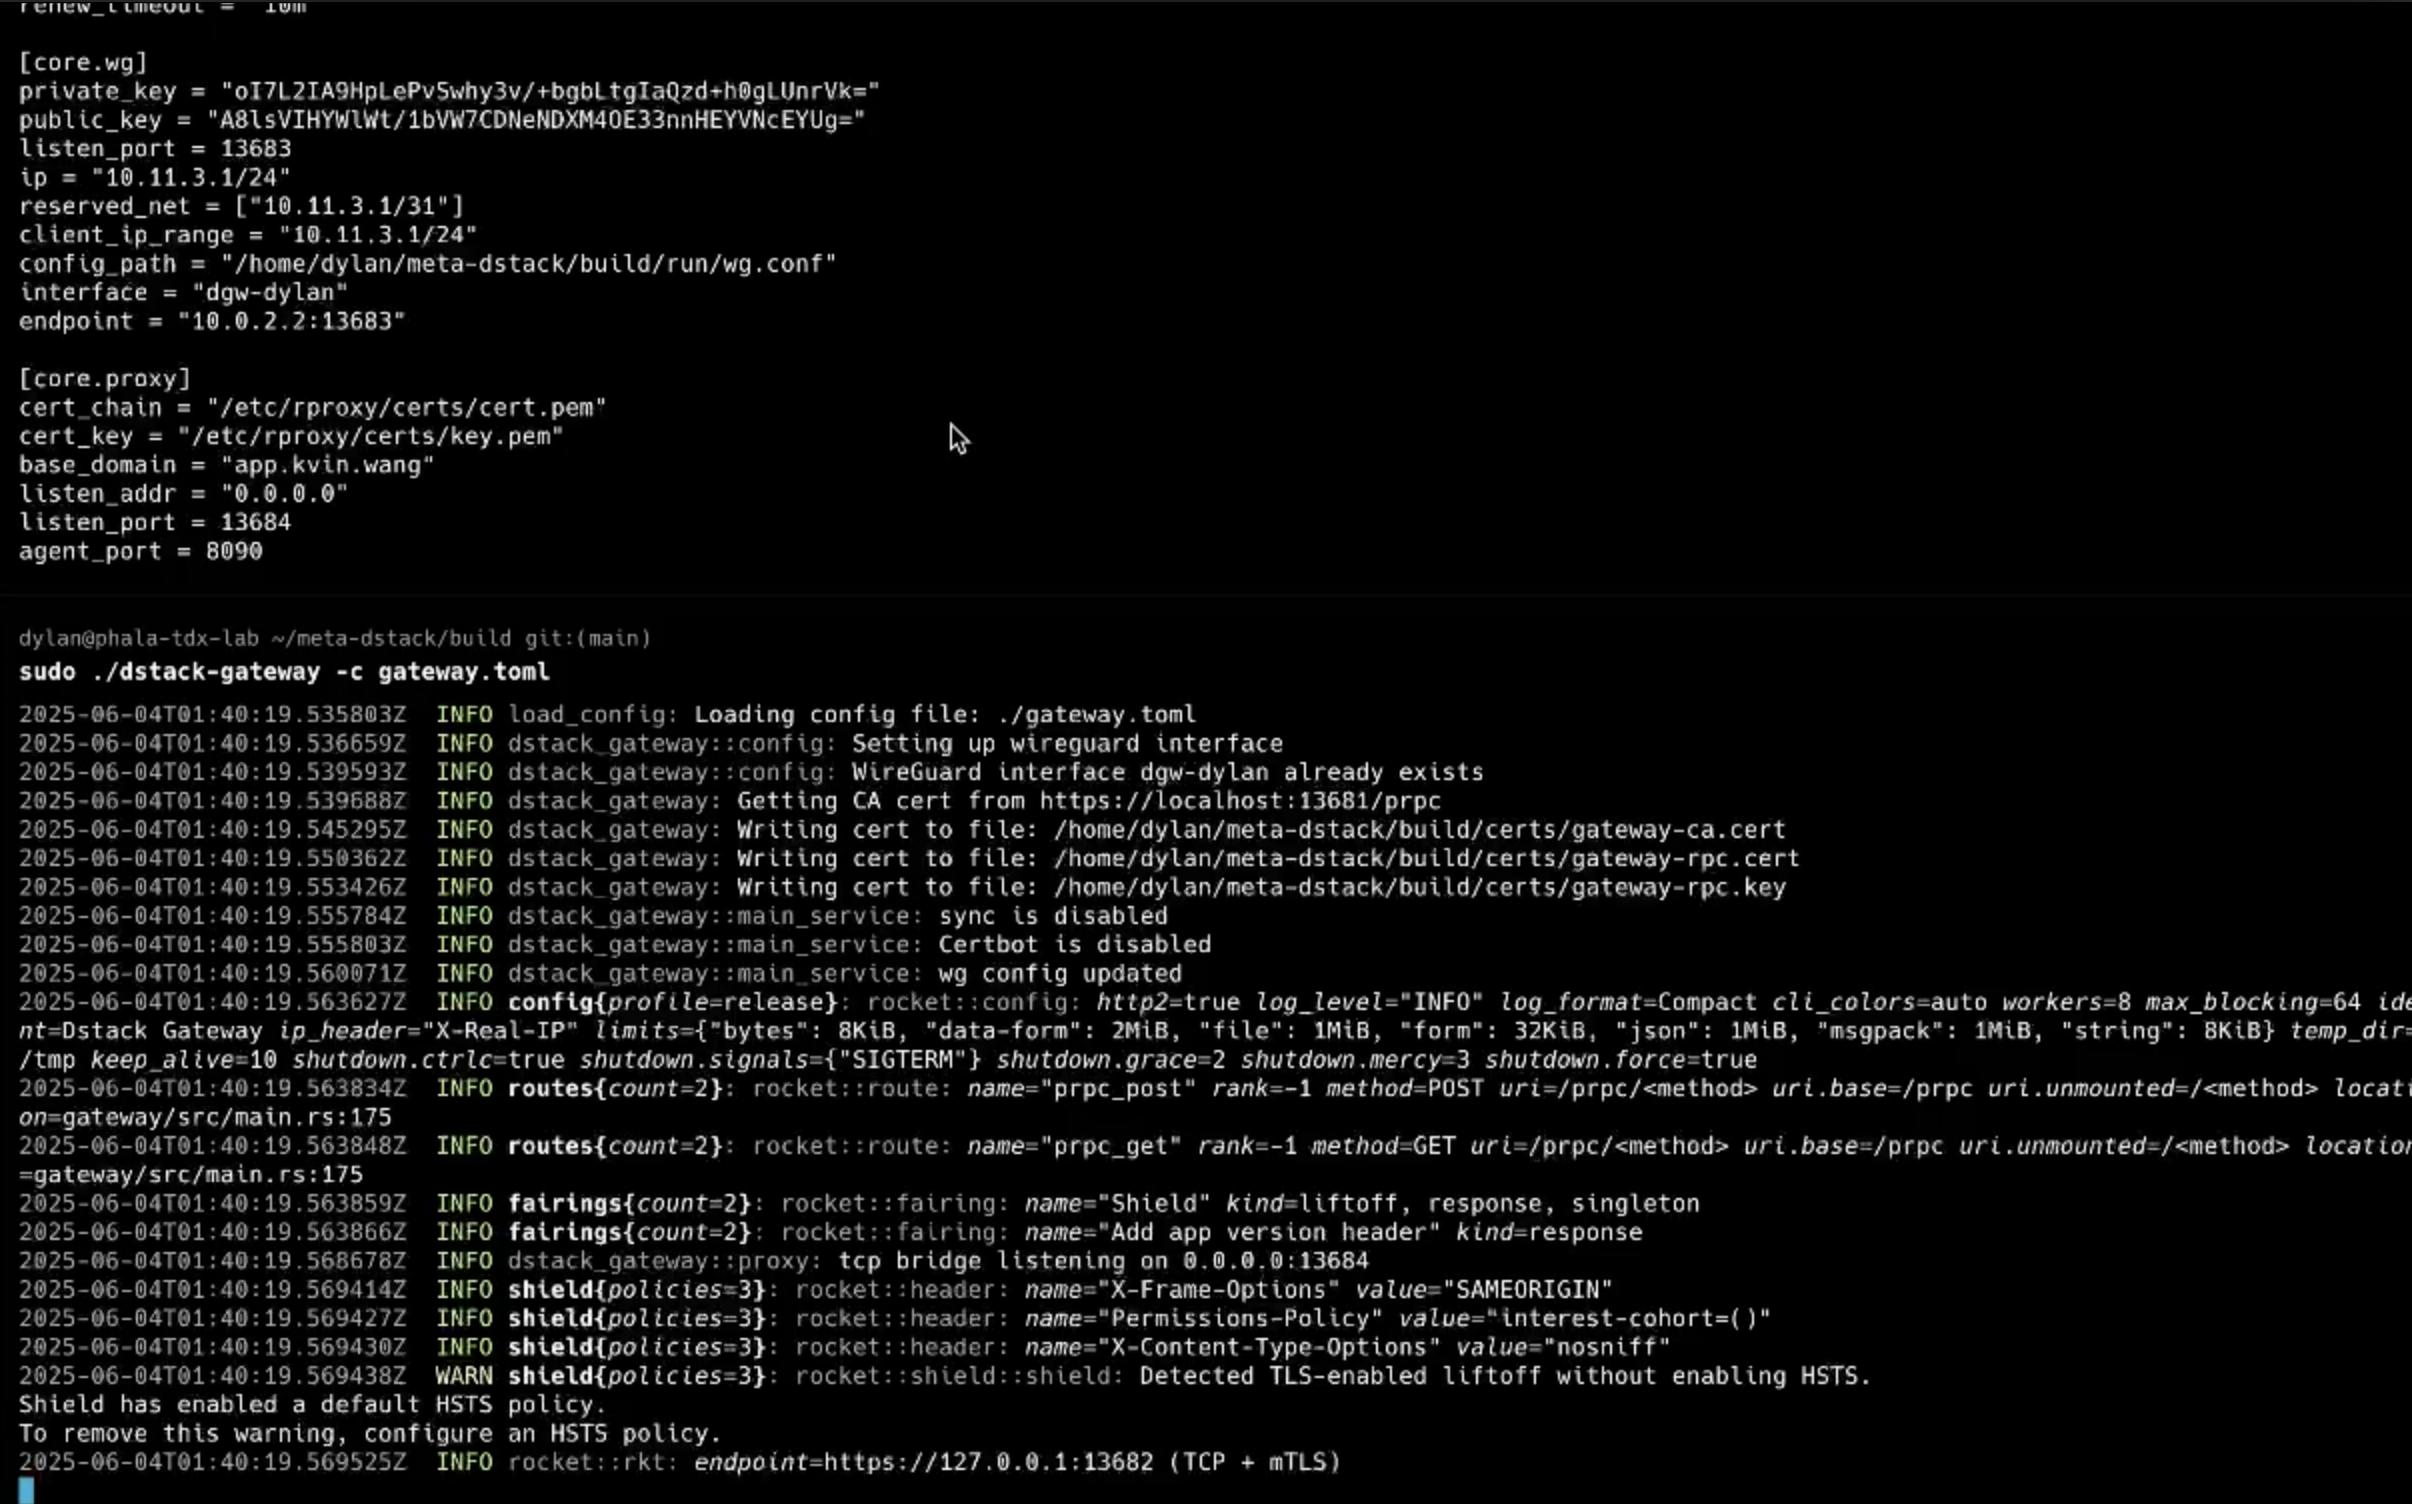 renew_timeout = "10m"
[core.wg]
private_key = "oI7L2IA9HpLePv5why3v/+bgbLtgIaQzd+h0gLUnrVk="
public_key = "A8lsVIHYWlWt/1bVW7CDNeNDXM4OE33nnHEYVNcEYUg="
listen_port = 13683
ip = "10.11.3.1/24"
reserved_net = ["10.11.3.1/31"]
client_ip_range = "10.11.3.1/24"
config_path = "/home/dylan/meta-dstack/build/run/wg.conf"
interface = "dgw-dylan"
endpoint = "10.0.2.2:13683"
[core.proxy]
cert_chain = "/etc/rproxy/certs/cert.pem"
cert_key = "/etc/rproxy/certs/key.pem"
base_domain = "app.kvin.wang"
listen_addr = "0.0.0.0"
listen_port = 13684
agent_port = 8090
dylan@phala-tdx-lab ~/meta-dstack/build git:(main)
sudo ./dstack-gateway -c gateway.toml
2025-06-04T01:40:19.535803Z  INFO load_config: Loading config file: ./gateway.toml
2025-06-04T01:40:19.536659Z  INFO dstack_gateway::config: Setting up wireguard interface
2025-06-04T01:40:19.539593Z  INFO dstack_gateway::config: WireGuard interface dgw-dylan already exists
2025-06-04T01:40:19.539688Z  INFO dstack_gateway: Getting CA cert from https://localhost:13681/prpc
2025-06-04T01:40:19.545295Z  INFO dstack_gateway: Writing cert to file: /home/dylan/meta-dstack/build/certs/gateway-ca.cert
2025-06-04T01:40:19.550362Z  INFO dstack_gateway: Writing cert to file: /home/dylan/meta-dstack/build/certs/gateway-rpc.cert
2025-06-04T01:40:19.553426Z  INFO dstack_gateway: Writing cert to file: /home/dylan/meta-dstack/build/certs/gateway-rpc.key
2025-06-04T01:40:19.555784Z  INFO dstack_gateway::main_service: sync is disabled
2025-06-04T01:40:19.555803Z  INFO dstack_gateway::main_service: Certbot is disabled
2025-06-04T01:40:19.560071Z  INFO dstack_gateway::main_service: wg config updated
2025-06-04T01:40:19.563627Z  INFO config{profile=release}: rocket::config: http2=true log_level="INFO" log_format=Compact cli_colors=auto workers=8 max_blocking=64 ide
nt=Dstack Gateway ip_header="X-Real-IP" limits={"bytes": 8KiB, "data-form": 2MiB, "file": 1MiB, "form": 32KiB, "json": 1MiB, "msgpack": 1MiB, "string": 8KiB} temp_dir=
/tmp keep_alive=10 shutdown.ctrlc=true shutdown.signals={"SIGTERM"} shutdown.grace=2 shutdown.mercy=3 shutdown.force=true
2025-06-04T01:40:19.563834Z  INFO routes{count=2}: rocket::route: name="prpc_post" rank=-1 method=POST uri=/prpc/<method> uri.base=/prpc uri.unmounted=/<method> locati
on=gateway/src/main.rs:175
2025-06-04T01:40:19.563848Z  INFO routes{count=2}: rocket::route: name="prpc_get" rank=-1 method=GET uri=/prpc/<method> uri.base=/prpc uri.unmounted=/<method> location
=gateway/src/main.rs:175
2025-06-04T01:40:19.563859Z  INFO fairings{count=2}: rocket::fairing: name="Shield" kind=liftoff, response, singleton
2025-06-04T01:40:19.563866Z  INFO fairings{count=2}: rocket::fairing: name="Add app version header" kind=response
2025-06-04T01:40:19.568678Z  INFO dstack_gateway::proxy: tcp bridge listening on 0.0.0.0:13684
2025-06-04T01:40:19.569414Z  INFO shield{policies=3}: rocket::header: name="X-Frame-Options" value="SAMEORIGIN"
2025-06-04T01:40:19.569427Z  INFO shield{policies=3}: rocket::header: name="Permissions-Policy" value="interest-cohort=()"
2025-06-04T01:40:19.569430Z  INFO shield{policies=3}: rocket::header: name="X-Content-Type-Options" value="nosniff"
2025-06-04T01:40:19.569438Z  WARN shield{policies=3}: rocket::shield::shield: Detected TLS-enabled liftoff without enabling HSTS.
Shield has enabled a default HSTS policy.
To remove this warning, configure an HSTS policy.
2025-06-04T01:40:19.569525Z  INFO rocket::rkt: endpoint=https://127.0.0.1:13682 (TCP + mTLS)